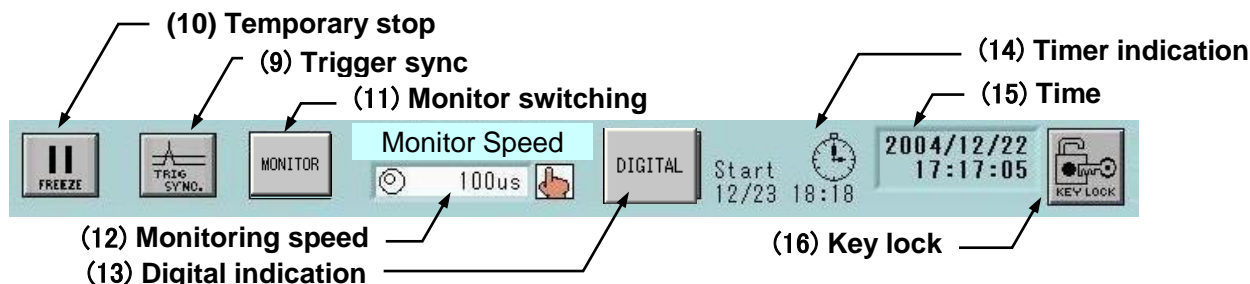 (10) Temporary stop
(9) Trigger sync
(11) Monitor switching
(14) Timer indication
(15) Time
FREEZE
TRIG
SYNC.
MONITOR
Monitor Speed
100us
DIGITAL
Start
12/23 18:18
2004/12/22
17:17:05
KEY LOCK
(12) Monitoring speed
(13) Digital indication
(16) Key lock